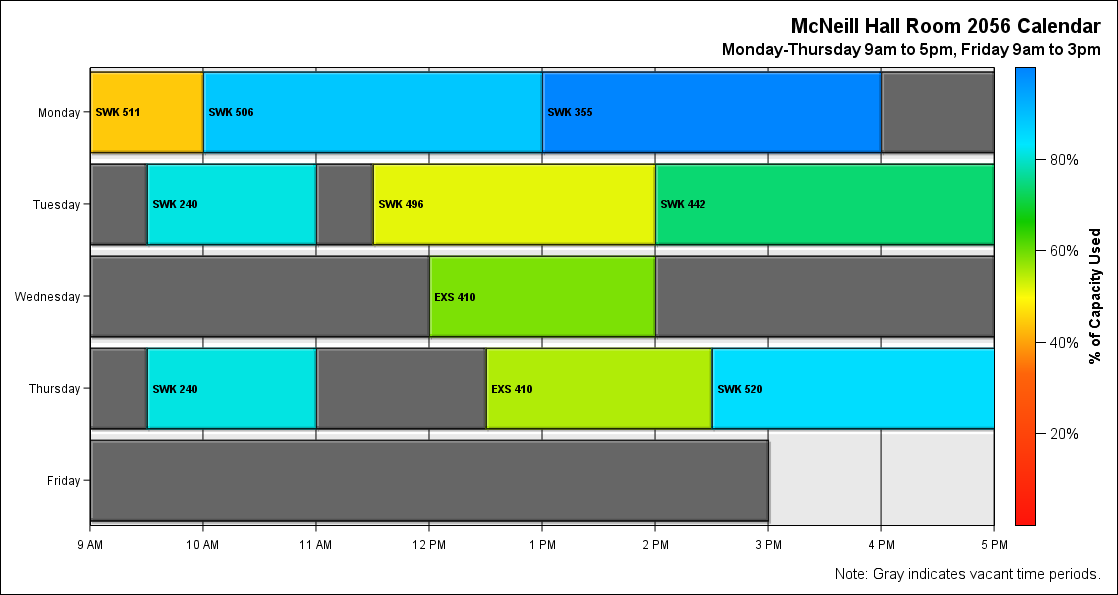 McNeill Hall Room 2056 Calendar
Monday-Thursday 9am to 5pm, Friday 9am to 3pm
Monday
SWK 511
SWK 506
SWK 355
Tuesday
SWK 240
SWK 496
SWK 442
Wednesday
EXS 410
Thursday
SWK 240
EXS 410
SWK 520
Friday
9 AM
10 AM
11 AM
12 PM
1 PM
2 PM
3 PM
4 PM
5 PM
80%
60%
40%
20%
% of Capacity Used
Note: Gray indicates vacant time periods.